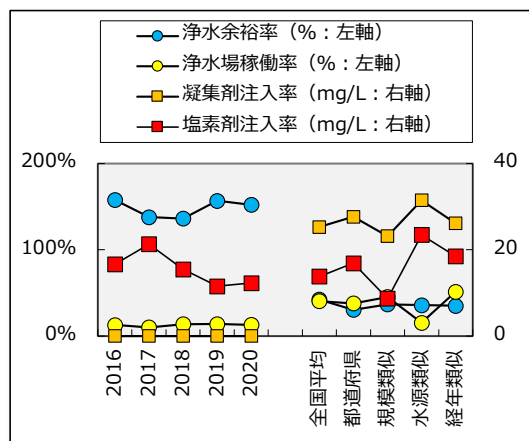 浄水余裕率（%：左軸）
浄水場稼働率（%：左軸）
凝集剤注入率（mg/L：右軸）
塩素剤注入率（mg/L：右軸）
200%
40
100%
20
0%
0
2016
2017
2018
2019
2020
全国平均
都道府県
規模類似
水源類似
経年類似